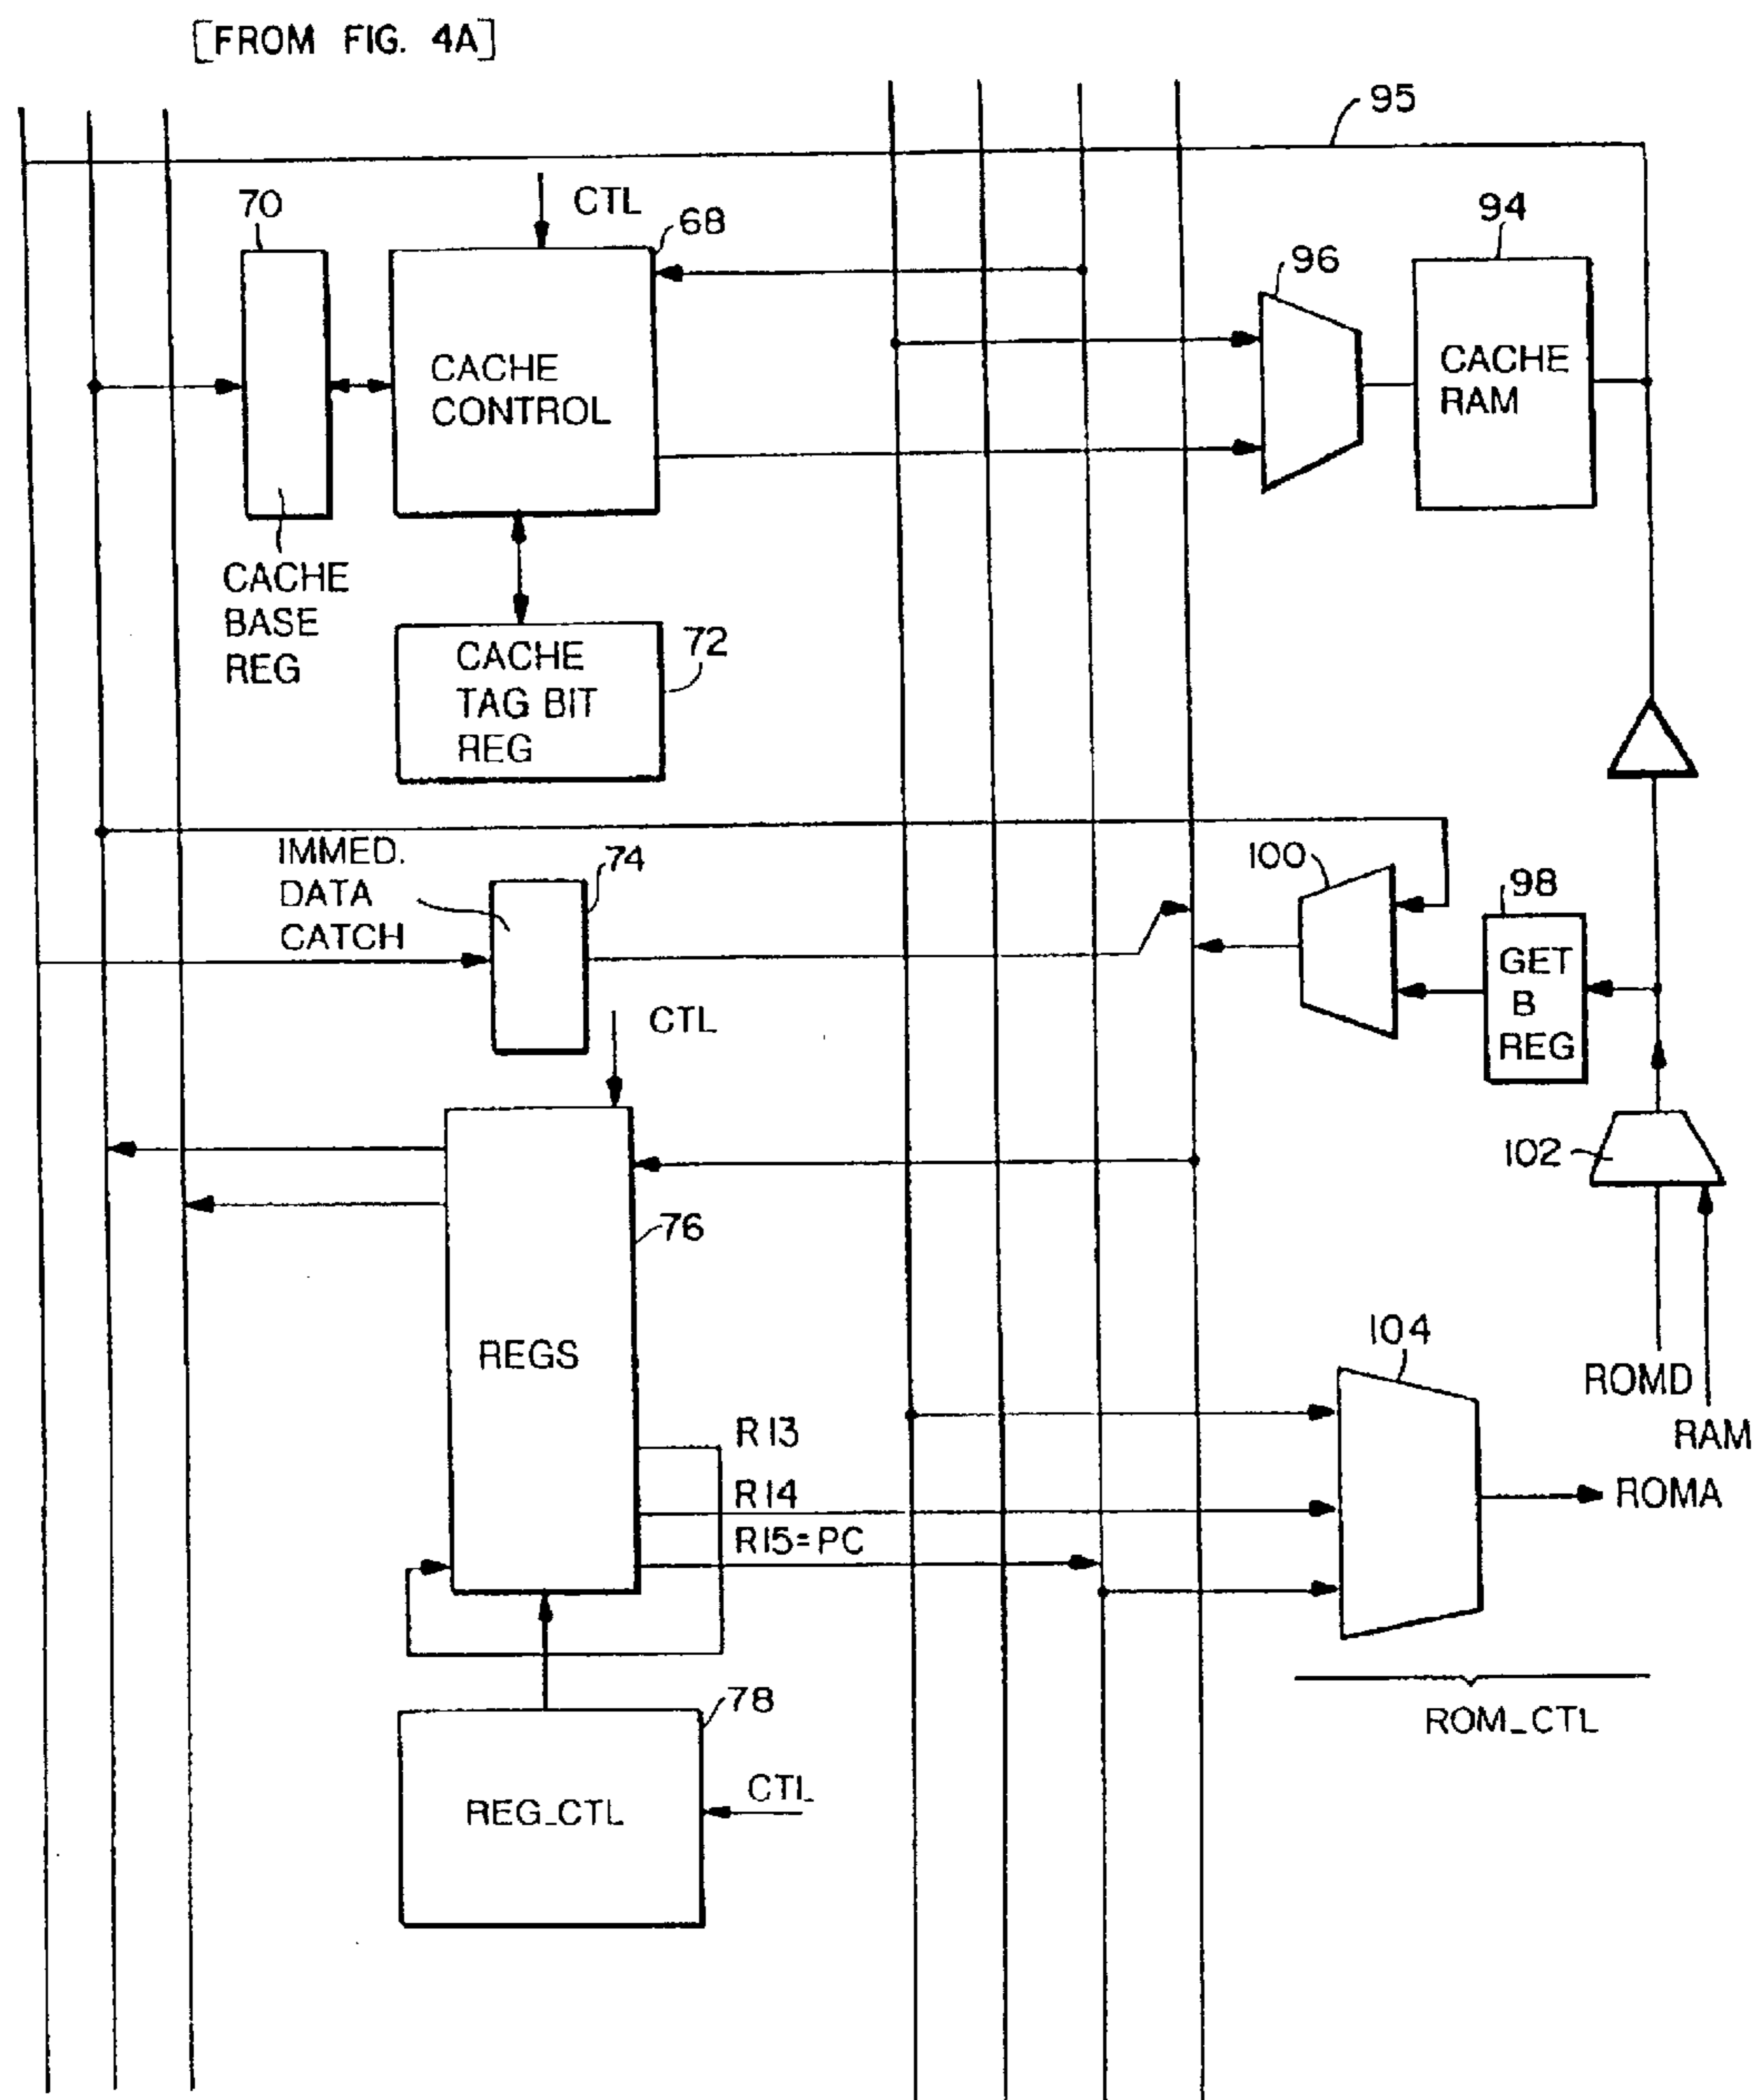 [FROM FIG. 4A]
95
70
CTL
68
94
96
CACHE
CONTROL
CACHE
RAM
CACHE
BASE
REG
CACHE
TAG BIT
REG
72
IMMED.
DATA
CATCH
74
100
98
GET
B
REG
CTL
102
76
REGS
104
ROMD
RAM
R13
R14
R15=PC
ROMA
78
ROM_CTL
REG_CTL
CTL